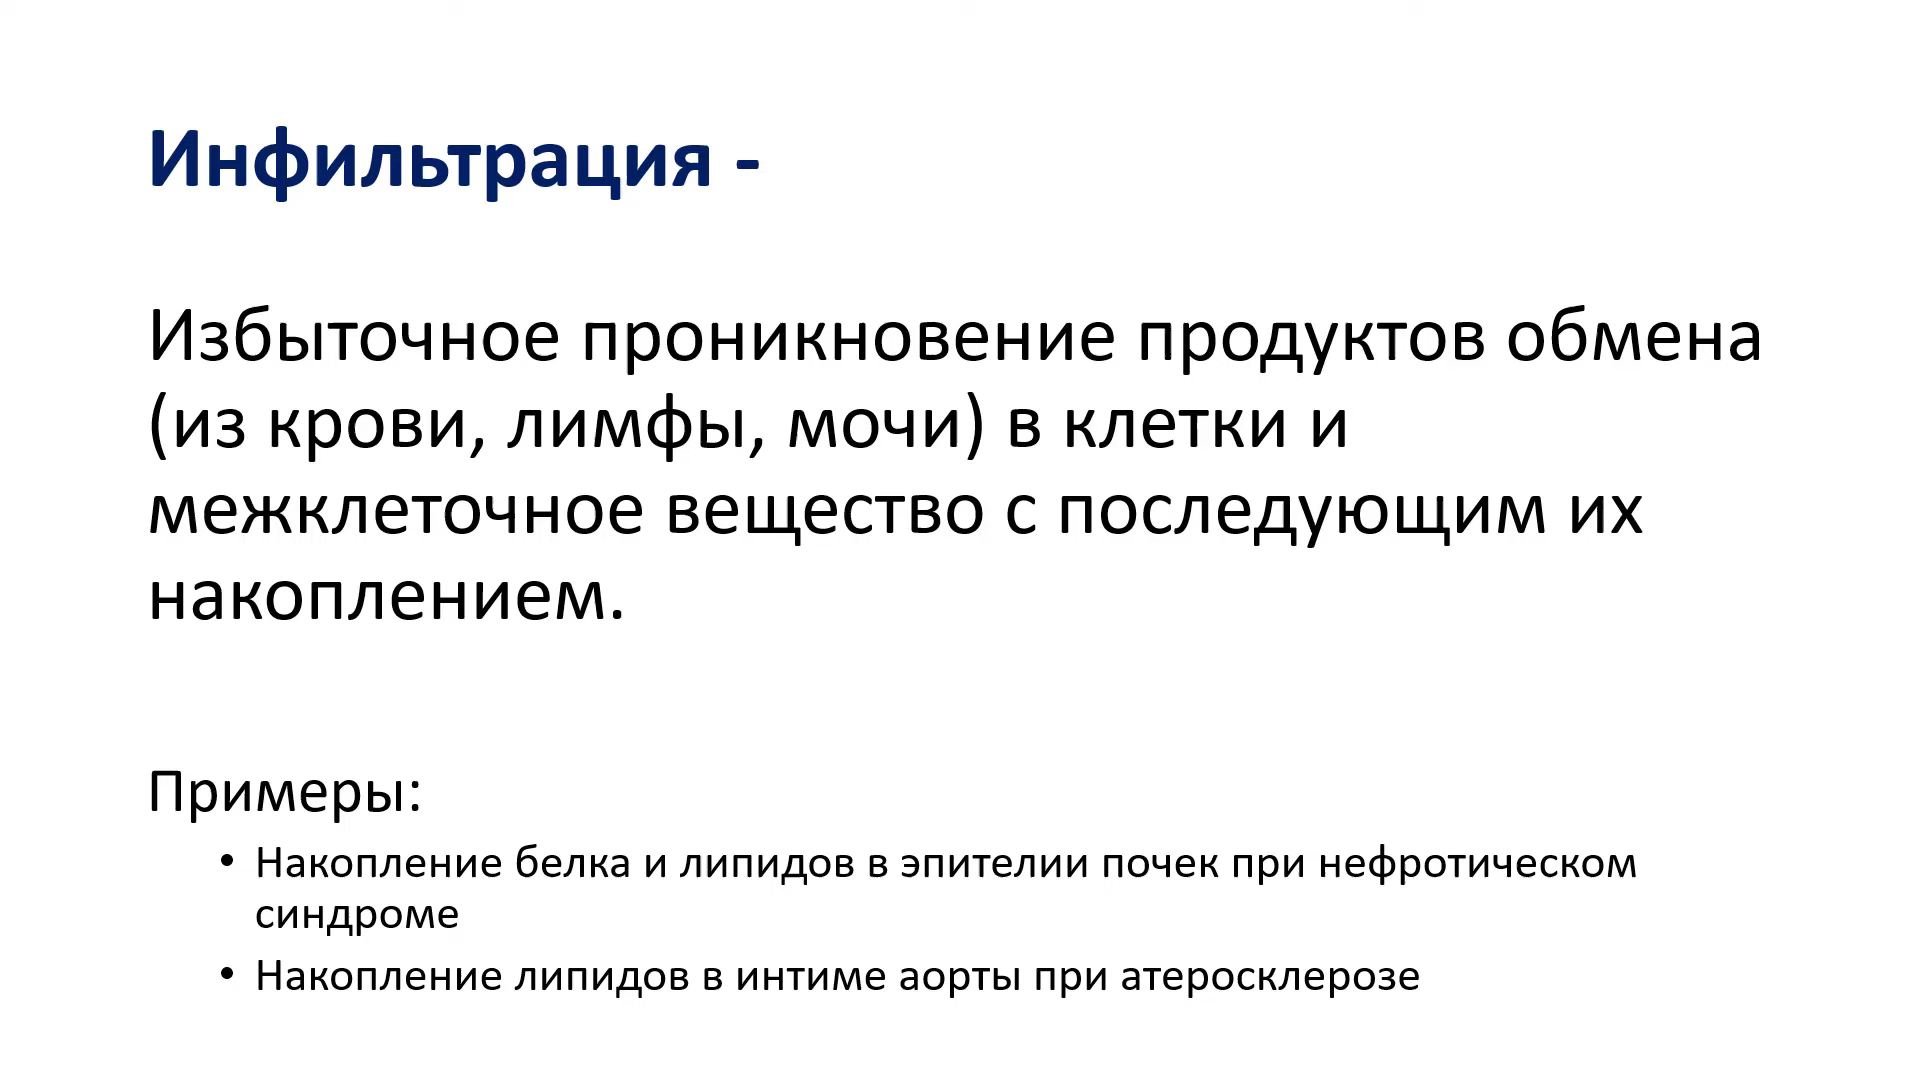 Инфильтрация -
Избыточное проникновение продуктов обмена
(из крови, лимфы, мочи) в клетки и
межклеточное вещество с последующим их
накоплением.
Примеры:
• Накопление белка и липидов в эпителии почек при нефротическом
синдроме
• Накопление липидов в интиме аорты при атеросклерозе